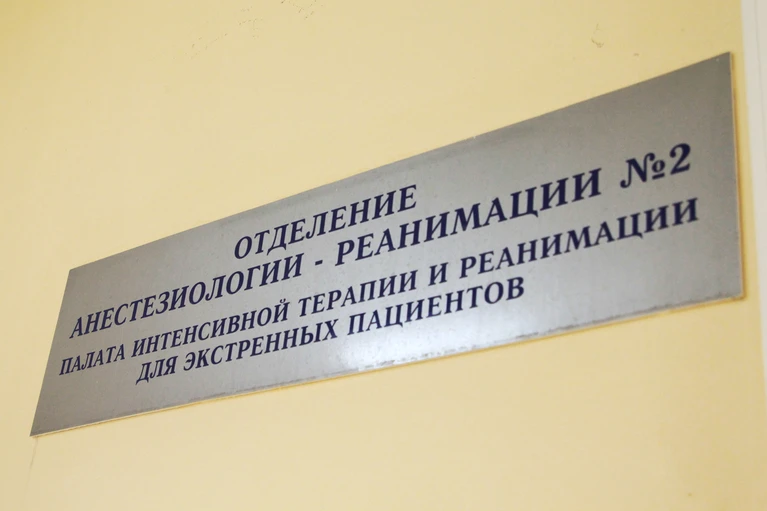 ОТДЕЛЕНИЕ
АНЕСТЕЗИОЛОГИИ - РЕАНИМАЦИИ №2
ПАЛАТА ИНТЕНСИВНОЙ ТЕРАПИИ И РЕАНИМАЦИИ
ДЛЯ ЭКСТРЕННЫХ ПАЦИЕНТОВ